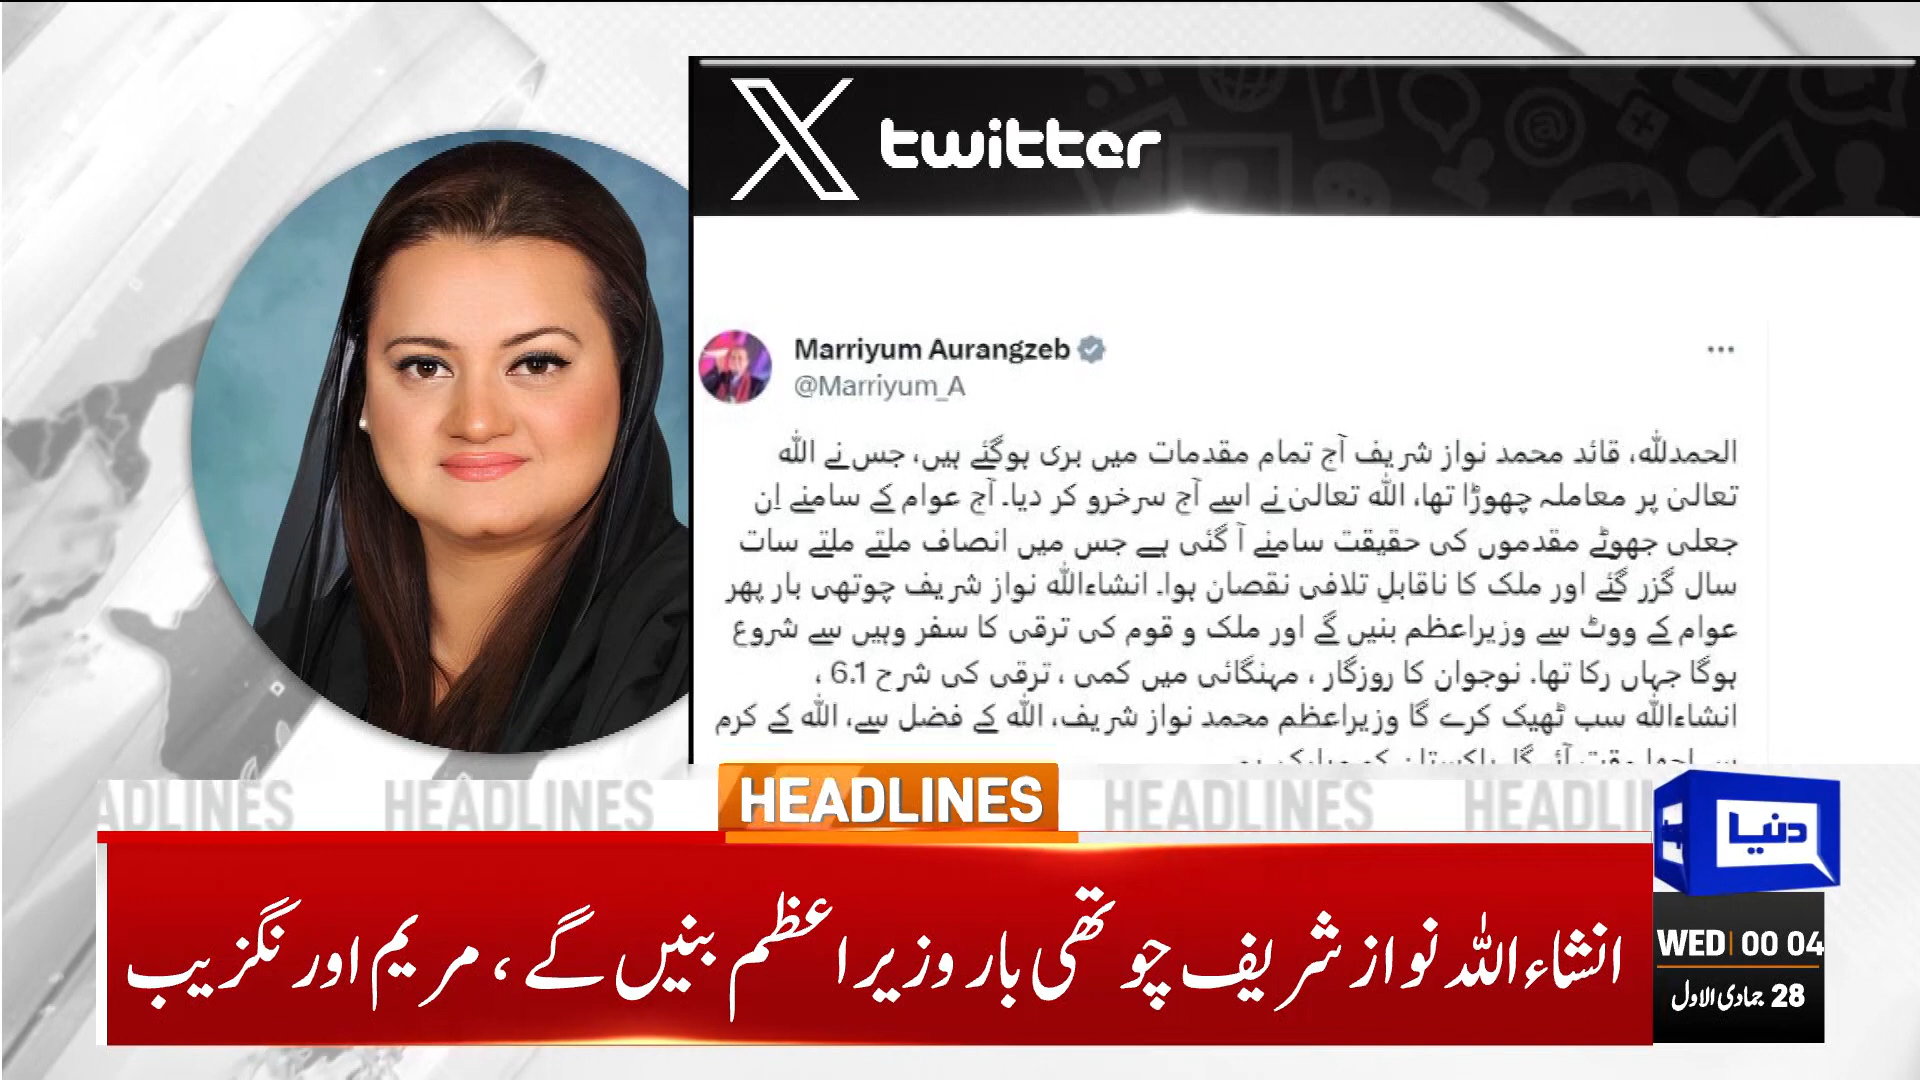 X twitter
Marriyum Aurangzeb
@Marriyum_A
الحمدللہ، قائد محمد نواز شریف آج تمام مقدمات میں بری ہوگئے ہیں، جس نے اللہ
تعالیٰ پر معاملہ چھوڑا تھا، اللہ تعالیٰ نے اسے آج سرخرو کر دیا۔ آج عوام کے سامنے اِن
جعلی جھوٹے مقدموں کی حقیقت سامنے آ گئی ہے جس میں انصاف ملتے ملتے سات
سال گزر گئے اور ملک کا ناقابلِ تلافی نقصان ہوا۔ انشاءاللہ نواز شریف چوتھی بار پھر
عوام کے ووٹ سے وزیراعظم بنیں گے اور ملک و قوم کی ترقی کا سفر وہیں سے شروع
ہوگا جہاں رکا تھا۔ نوجوان کا روزگار ، مہنگائی میں کمی ، ترقی کی شرح 6.1 ،
انشاءاللہ سب ٹھیک کرے گا وزیراعظم محمد نواز شریف، اللہ کے فضل سے، اللہ کے کرم
HEADLINES
HEADLINES
HEADLINES
دنیا
انشاء اللہ نواز شریف چوتھی بار وزیراعظم بنیں گے ، مریم اورنگزیب
WED 00 04
28 جمادی الاول